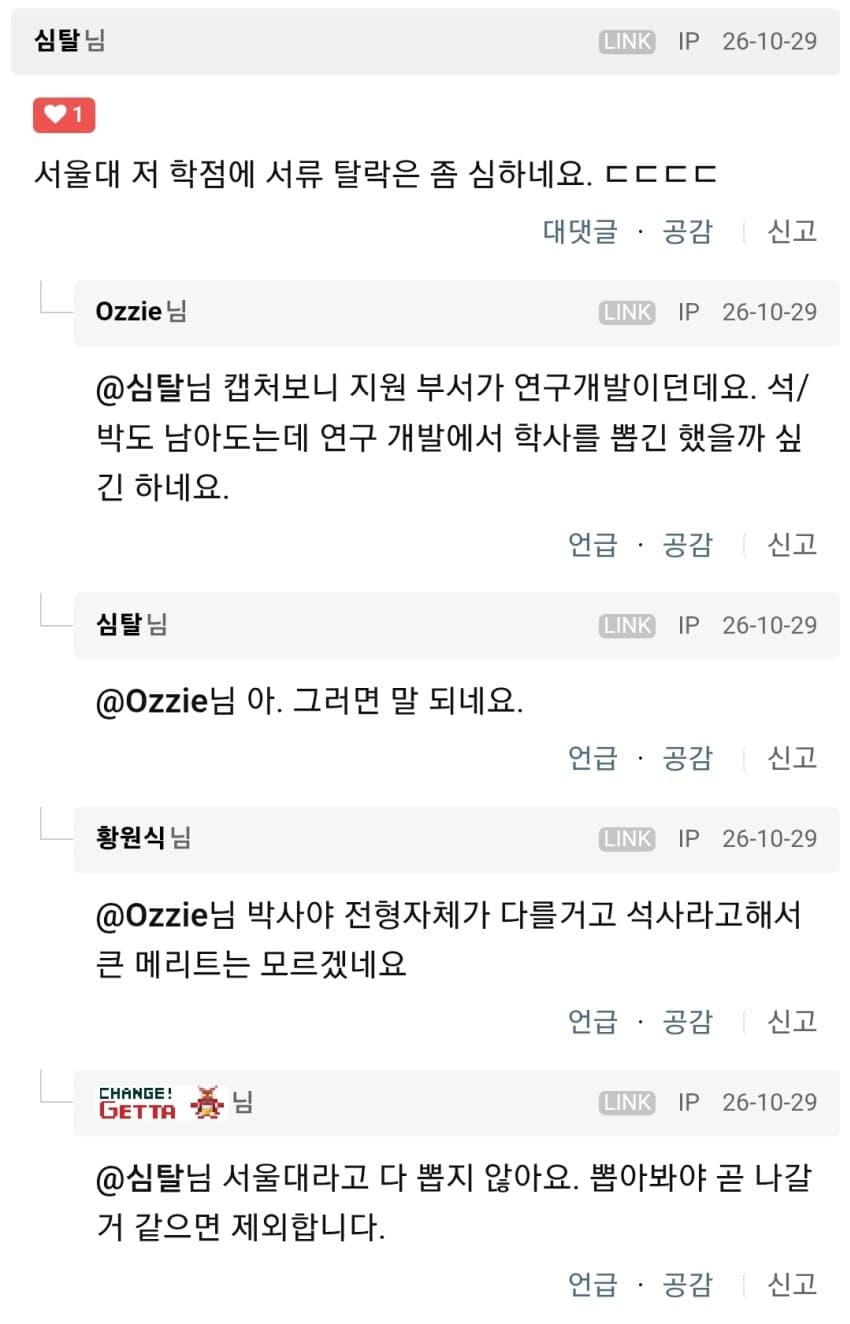 심탈님 LINK IP 26-10-29
1
서울대 저 학점에 서류 탈락은 좀 심하네요. ㄷㄷㄷㄷ
대댓글 · 공감 신고
Ozzie님 LINK IP 26-10-29
@심탈님 캡처보니 지원 부서가 연구개발이던데요. 석/
박도 남아도는데 연구 개발에서 학사를 뽑긴 했을까 싶
긴 하네요.
언급 · 공감 신고
심탈님 LINK IP 26-10-29
@Ozzie님 아. 그러면 말 되네요.
언급 · 공감 신고
황원식님 LINK IP 26-10-29
@Ozzie님 박사야 전형자체가 다를거고 석사라고해서
큰 메리트는 모르겠네요
언급 · 공감 신고
CHANGE!
GETTA 님 LINK IP 26-10-29
@심탈님 서울대라고 다 뽑지 않아요. 뽑아봐야 곧 나갈
거 같으면 제외합니다.
언급 · 공감 신고